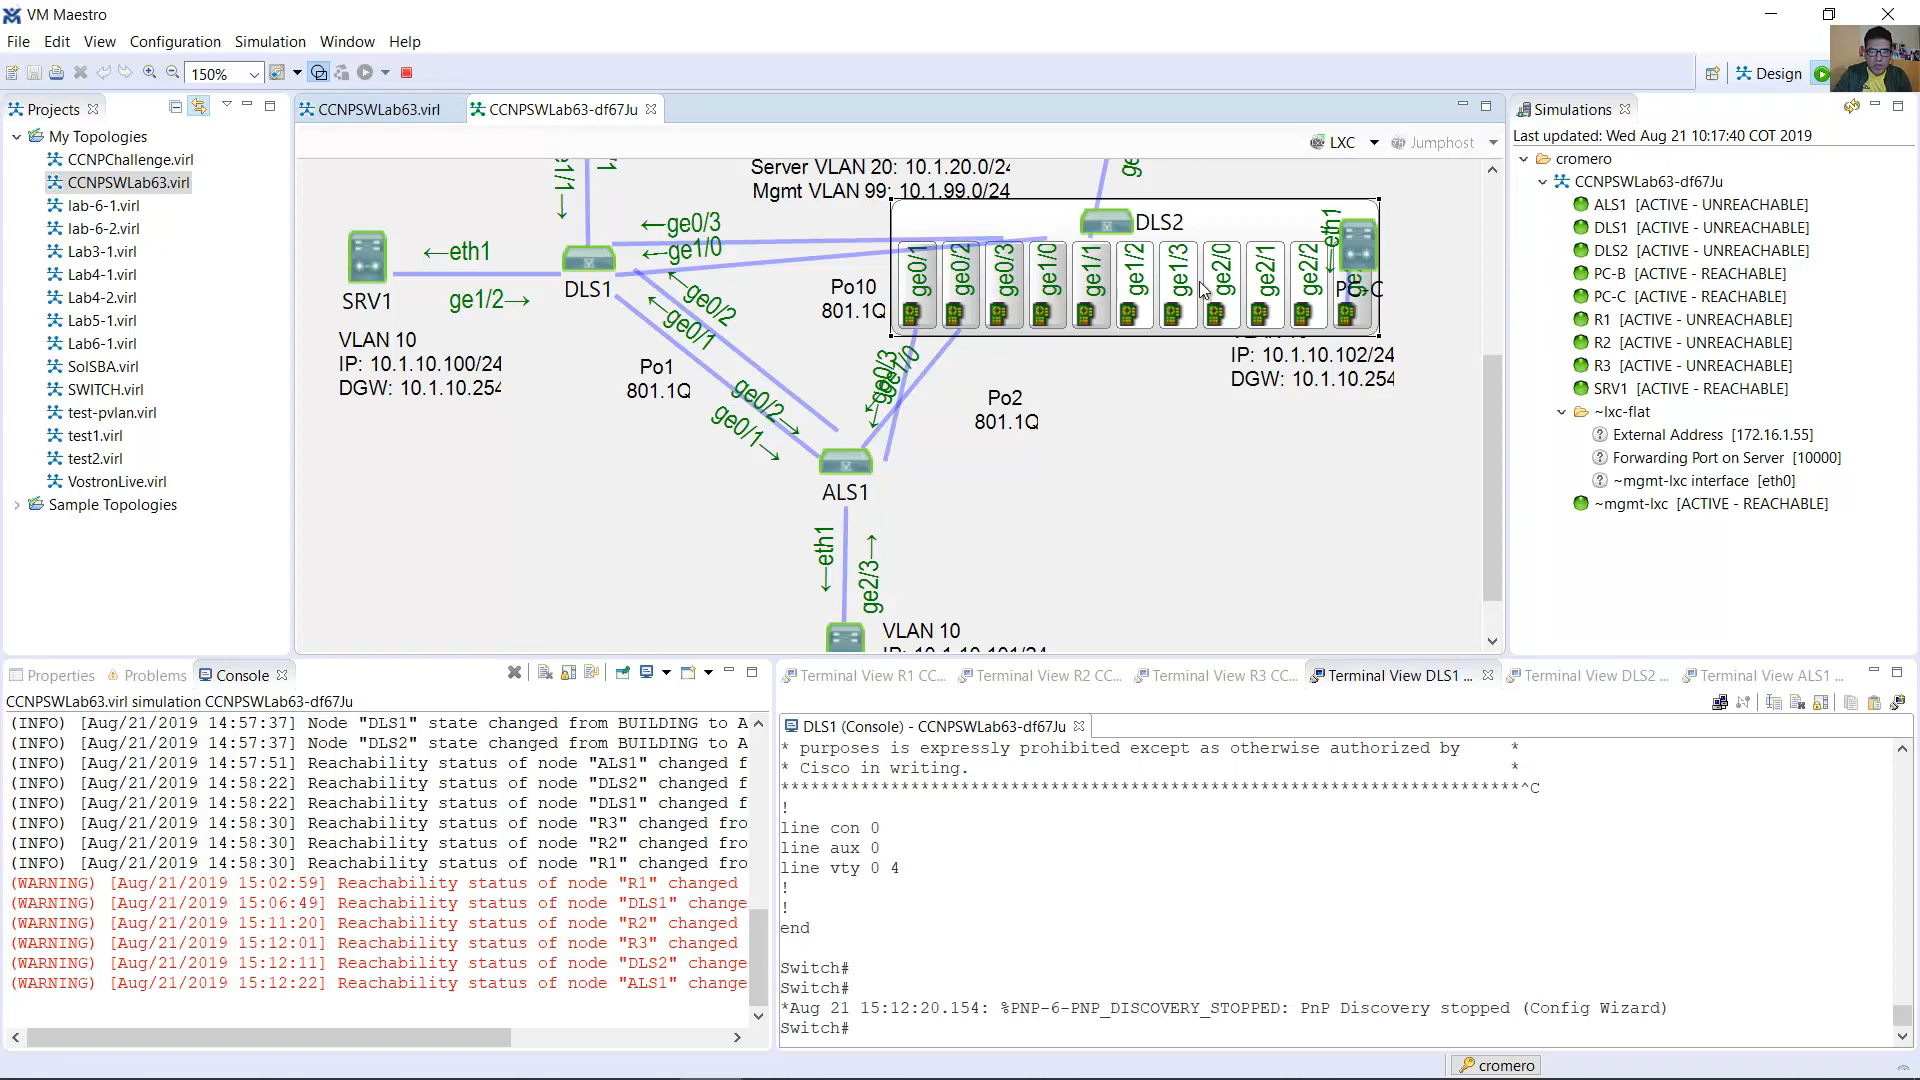 VM Maestro
File Edit View Configuration Simulation Window Help
150%
Design
Projects
My Topologies
CCNPChallenge.virl
CCNPSWLab63.virl
lab-6-1.virl
lab-6-2.virl
Lab3-1.virl
Lab4-1.virl
Lab4-2.virl
Lab5-1.virl
Lab6-1.virl
SolSBA.virl
SWITCH.virl
test-pvlan.virl
test1.virl
test2.virl
VostronLive.virl
Sample Topologies
CCNPSWLab63.virl
CCNPSWLab63-df67Ju
LXC
Jumphost
Server VLAN 20: 10.1.20.0/24
Mgmt VLAN 99: 10.1.99.0/24
←ge0/3
←ge1/0
←eth1
ge1/2→
SRV1
VLAN 10
IP: 10.1.10.100/24
DGW: 10.1.10.254
DLS1
←ge0/2
←ge0/1
Po10
801.1Q
Po1
801.1Q
ge0/2→
ge0/1→
DLS2
ge0/1
ge0/2
ge0/3
ge1/0
ge1/1
ge1/2
ge1/3
ge2/0
ge2/1
ge2/2
←eth1
PC-C
IP: 10.1.10.102/24
DGW: 10.1.10.254
←ge0/3
←ge1/0
Po2
801.1Q
ALS1
←eth1
ge2/3→
VLAN 10
Simulations
Last updated: Wed Aug 21 10:17:40 COT 2019
cromero
CCNPSWLab63-df67Ju
ALS1 [ACTIVE - UNREACHABLE]
DLS1 [ACTIVE - UNREACHABLE]
DLS2 [ACTIVE - UNREACHABLE]
PC-B [ACTIVE - REACHABLE]
PC-C [ACTIVE - REACHABLE]
R1 [ACTIVE - UNREACHABLE]
R2 [ACTIVE - UNREACHABLE]
R3 [ACTIVE - UNREACHABLE]
SRV1 [ACTIVE - REACHABLE]
~lxc-flat
External Address [172.16.1.55]
Forwarding Port on Server [10000]
~mgmt-lxc interface [eth0]
~mgmt-lxc [ACTIVE - REACHABLE]
Properties Problems Console
CCNPSWLab63.virl simulation CCNPSWLab63-df67Ju
(INFO) [Aug/21/2019 14:57:37] Node "DLS1" state changed from BUILDING to A
(INFO) [Aug/21/2019 14:57:37] Node "DLS2" state changed from BUILDING to A
(INFO) [Aug/21/2019 14:57:51] Reachability status of node "ALS1" changed f
(INFO) [Aug/21/2019 14:58:22] Reachability status of node "DLS2" changed f
(INFO) [Aug/21/2019 14:58:22] Reachability status of node "DLS1" changed f
(INFO) [Aug/21/2019 14:58:30] Reachability status of node "R3" changed fro
(INFO) [Aug/21/2019 14:58:30] Reachability status of node "R2" changed fro
(INFO) [Aug/21/2019 14:58:30] Reachability status of node "R1" changed fro
(WARNING) [Aug/21/2019 15:02:59] Reachability status of node "R1" changed
(WARNING) [Aug/21/2019 15:06:49] Reachability status of node "DLS1" change
(WARNING) [Aug/21/2019 15:11:20] Reachability status of node "R2" changed
(WARNING) [Aug/21/2019 15:12:01] Reachability status of node "R3" changed
(WARNING) [Aug/21/2019 15:12:11] Reachability status of node "DLS2" change
(WARNING) [Aug/21/2019 15:12:22] Reachability status of node "ALS1" change
Terminal View R1 CC... Terminal View R2 CC... Terminal View R3 CC... Terminal View DLS1 ... Terminal View DLS2 ... Terminal View ALS1 ...
DLS1 (Console) - CCNPSWLab63-df67Ju
* purposes is expressly prohibited except as otherwise authorized by *
* Cisco in writing. *
**************************************************************************^C
!
line con 0
line aux 0
line vty 0 4
!
!
end
Switch#
Switch#
*Aug 21 15:12:20.154: %PNP-6-PNP_DISCOVERY_STOPPED: PnP Discovery stopped (Config Wizard)
Switch#
cromero